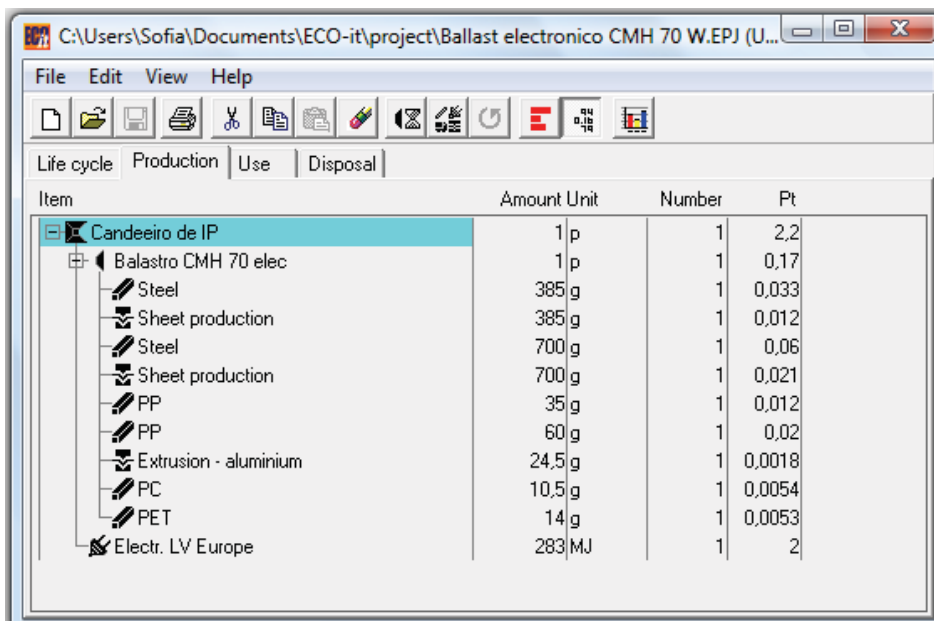 ECO C:\Users\Sofia\Documents\ECO-it\project\Ballast electronico CMH 70 W.EPJ (U...
File Edit View Help
Life cycle Production Use Disposal
Item Amount Unit Number Pt
Candeeiro de IP 1 p 1 2,2
Balastro CMH 70 elec 1 p 1 0,17
Steel 385 g 1 0,033
Sheet production 385 g 1 0,012
Steel 700 g 1 0,06
Sheet production 700 g 1 0,021
PP 35 g 1 0,012
PP 60 g 1 0,02
Extrusion - aluminium 24,5 g 1 0,0018
PC 10,5 g 1 0,0054
PET 14 g 1 0,0053
Electr. LV Europe 283 MJ 1 2